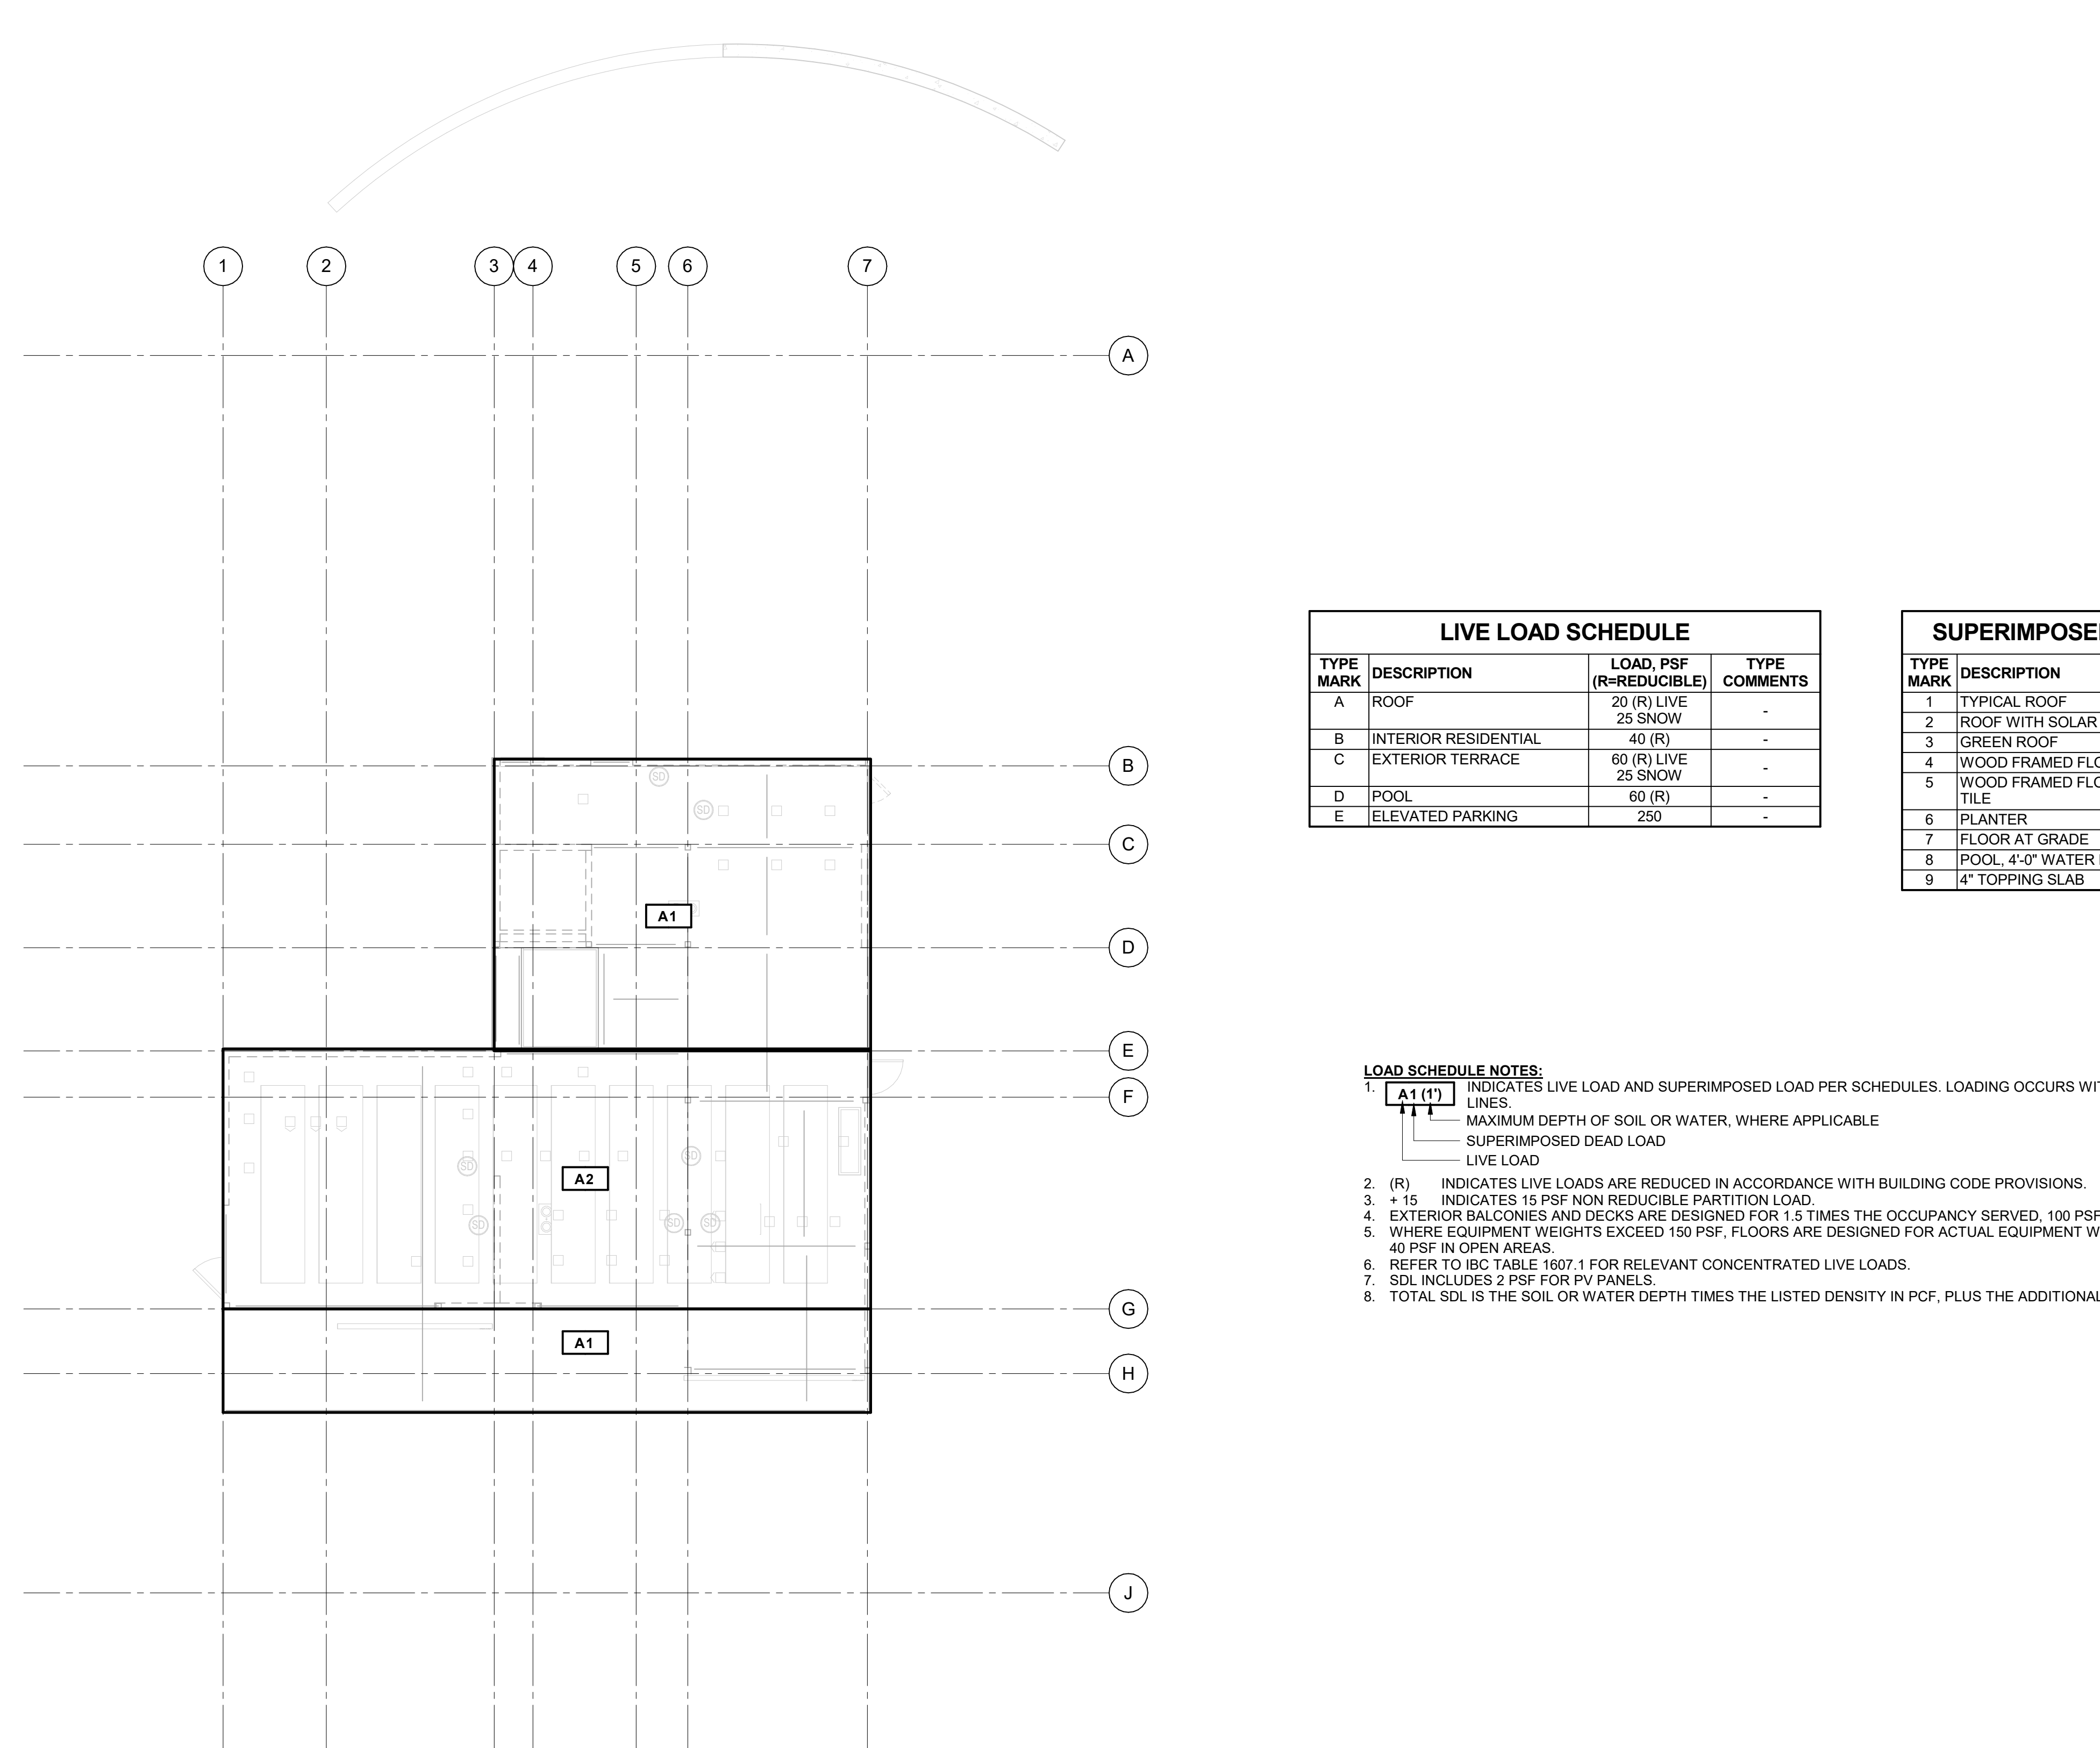 1 2 3 4 5 6 7
A
B
SD
SD
C
A1
D
E
F
SD
SD
A2
SD
SD
SD
G
A1
H
J
LIVE LOAD SCHEDULE
TYPE MARK DESCRIPTION LOAD, PSF (R=REDUCIBLE) TYPE COMMENTS
A ROOF 20 (R) LIVE 25 SNOW -
B INTERIOR RESIDENTIAL 40 (R) -
C EXTERIOR TERRACE 60 (R) LIVE 25 SNOW -
D POOL 60 (R) -
E ELEVATED PARKING 250 -
SUPERIMPOSE
TYPE MARK DESCRIPTION
1 TYPICAL ROOF
2 ROOF WITH SOLAR
3 GREEN ROOF
4 WOOD FRAMED FLO
5 WOOD FRAMED FLO
TILE
6 PLANTER
7 FLOOR AT GRADE
8 POOL, 4'-0" WATER
9 4" TOPPING SLAB
LOAD SCHEDULE NOTES:
1. A1 (1') INDICATES LIVE LOAD AND SUPERIMPOSED LOAD PER SCHEDULES. LOADING OCCURS WIT
LINES.
MAXIMUM DEPTH OF SOIL OR WATER, WHERE APPLICABLE
SUPERIMPOSED DEAD LOAD
LIVE LOAD
2. (R) INDICATES LIVE LOADS ARE REDUCED IN ACCORDANCE WITH BUILDING CODE PROVISIONS.
3. + 15 INDICATES 15 PSF NON REDUCIBLE PARTITION LOAD.
4. EXTERIOR BALCONIES AND DECKS ARE DESIGNED FOR 1.5 TIMES THE OCCUPANCY SERVED, 100 PSF
5. WHERE EQUIPMENT WEIGHTS EXCEED 150 PSF, FLOORS ARE DESIGNED FOR ACTUAL EQUIPMENT W
40 PSF IN OPEN AREAS.
6. REFER TO IBC TABLE 1607.1 FOR RELEVANT CONCENTRATED LIVE LOADS.
7. SDL INCLUDES 2 PSF FOR PV PANELS.
8. TOTAL SDL IS THE SOIL OR WATER DEPTH TIMES THE LISTED DENSITY IN PCF, PLUS THE ADDITIONAL